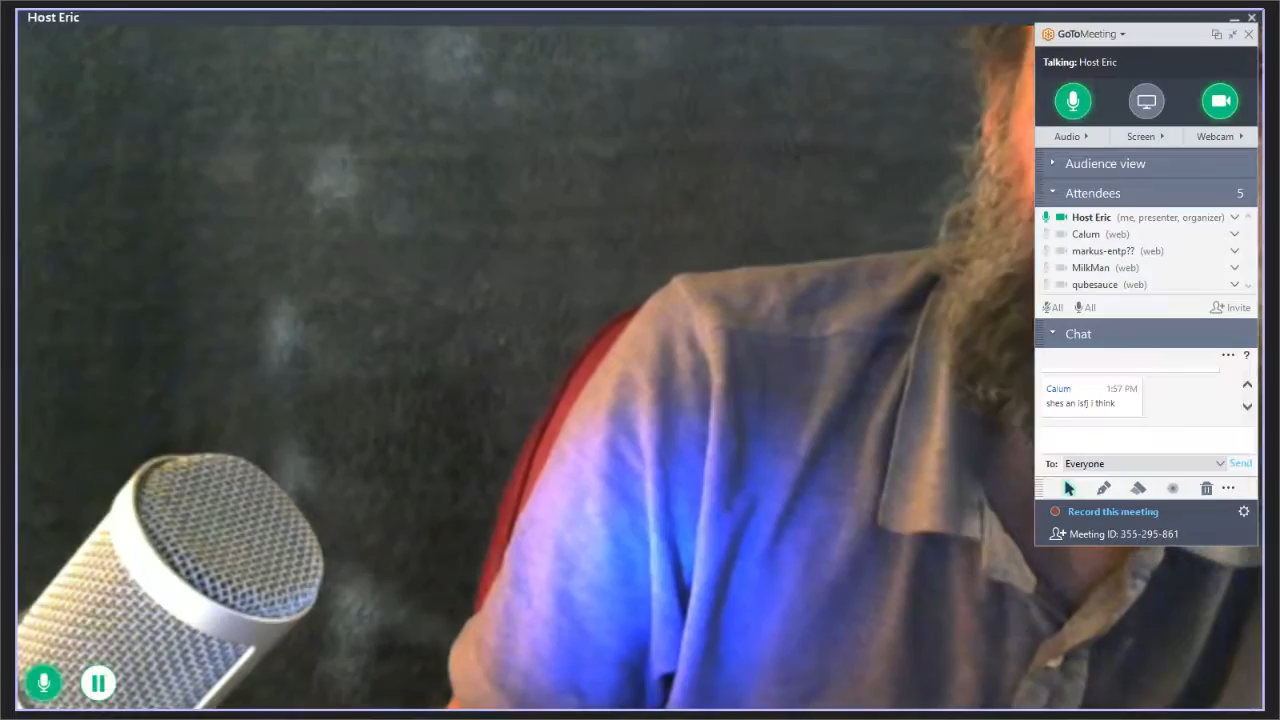 Host Eric
GoToMeeting
Talking: Host Eric
Audio
Screen
Webcam
Audience view
Attendees 5
Host Eric (me, presenter, organizer)
Calum (web)
markus-entp?? (web)
MilkMan (web)
qubesauce (web)
All All Invite
Chat
... ?
Calum 1:57 PM
shes an isfj i think
To: Everyone Send
...
Record this meeting
Meeting ID: 355-295-861